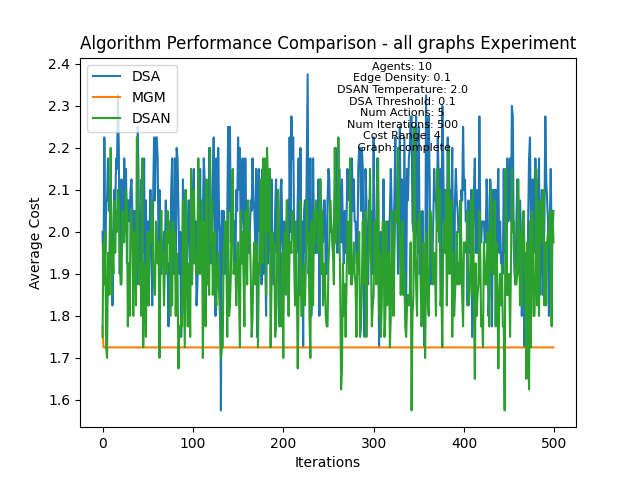 Algorithm Performance Comparison - all graphs Experiment
DSA
MGM
DSAN
Agents: 10
Edge Density: 0.1
DSAN Temperature: 2.0
DSA Threshold: 0.1
Num Actions: 5
Num Iterations: 500
Cost Range: 4
Graph: complete
Average Cost
2.4
2.3
2.2
2.1
2.0
1.9
1.8
1.7
1.6
0
100
200
300
400
500
Iterations